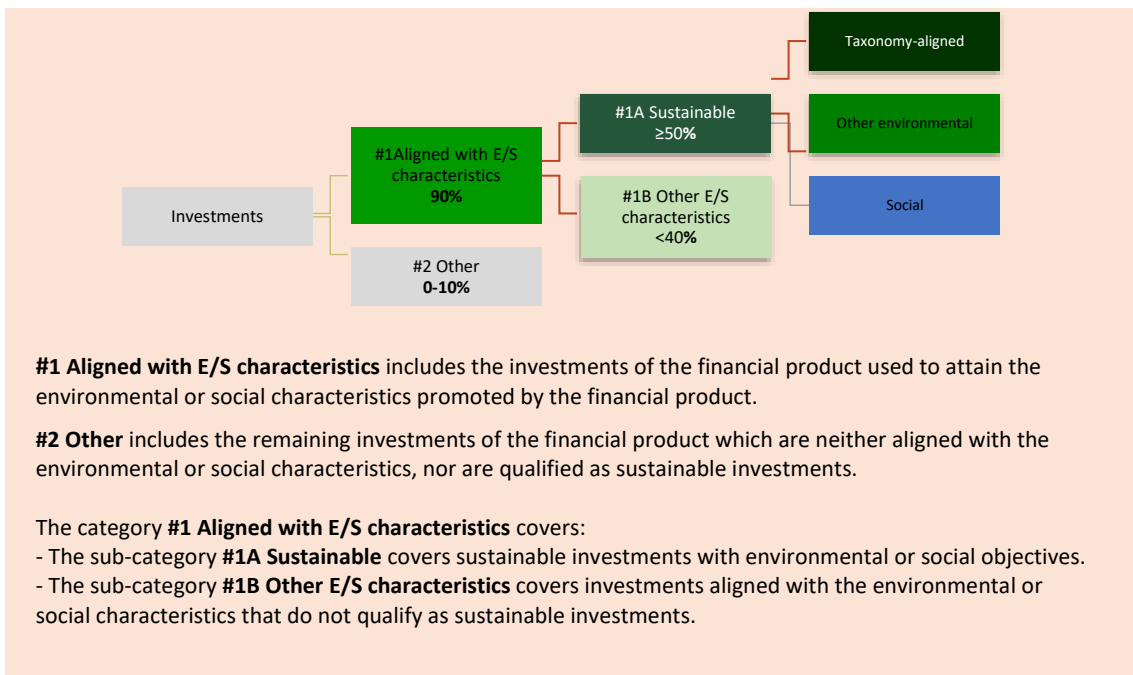 Taxonomy-aligned
#1A Sustainable
≥50%
Other environmental
#1Aligned with E/S
characteristics
90%
#1B Other E/S
characteristics
<40%
Social
Investments
#2 Other
0-10%
#1 Aligned with E/S characteristics includes the investments of the financial product used to attain the
environmental or social characteristics promoted by the financial product.
#2 Other includes the remaining investments of the financial product which are neither aligned with the
environmental or social characteristics, nor are qualified as sustainable investments.
The category #1 Aligned with E/S characteristics covers:
- The sub-category #1A Sustainable covers sustainable investments with environmental or social objectives.
- The sub-category #1B Other E/S characteristics covers investments aligned with the environmental or
social characteristics that do not qualify as sustainable investments.